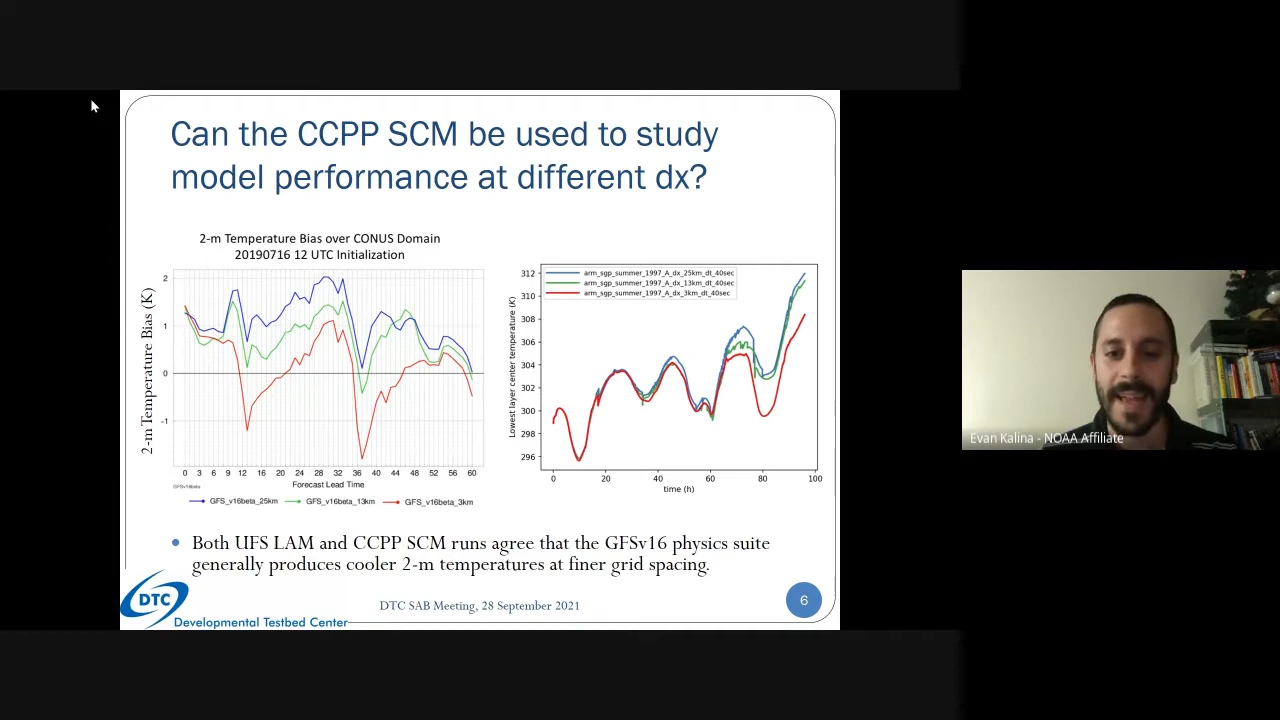 Can the CCPP SCM be used to study
model performance at different dx?
2-m Temperature Bias over CONUS Domain
20190716 12 UTC Initialization
2-m Temperature Bias (K)
2
1
0
-1
0 3 6 9 12 16 20 24 28 32 36 40 44 48 52 56 60
Forecast Lead Time
GFSv16beta
GFS_v16beta_25km GFS_v16beta_13km GFS_v16beta_3km
Lowest layer center temperature (K)
312
310
308
306
304
302
300
298
296
arm_sgp_summer_1997_A_dx_25km_dt_40sec
arm_sgp_summer_1997_A_dx_13km_dt_40sec
arm_sgp_summer_1997_A_dx_3km_dt_40sec
0 20 40 60 80 100
time (h)
• Both UFS LAM and CCPP SCM runs agree that the GFSv16 physics suite
generally produces cooler 2-m temperatures at finer grid spacing.
DTC
Developmental Testbed Center
DTC SAB Meeting, 28 September 2021
6
Evan Kalina - NOAA Affiliate